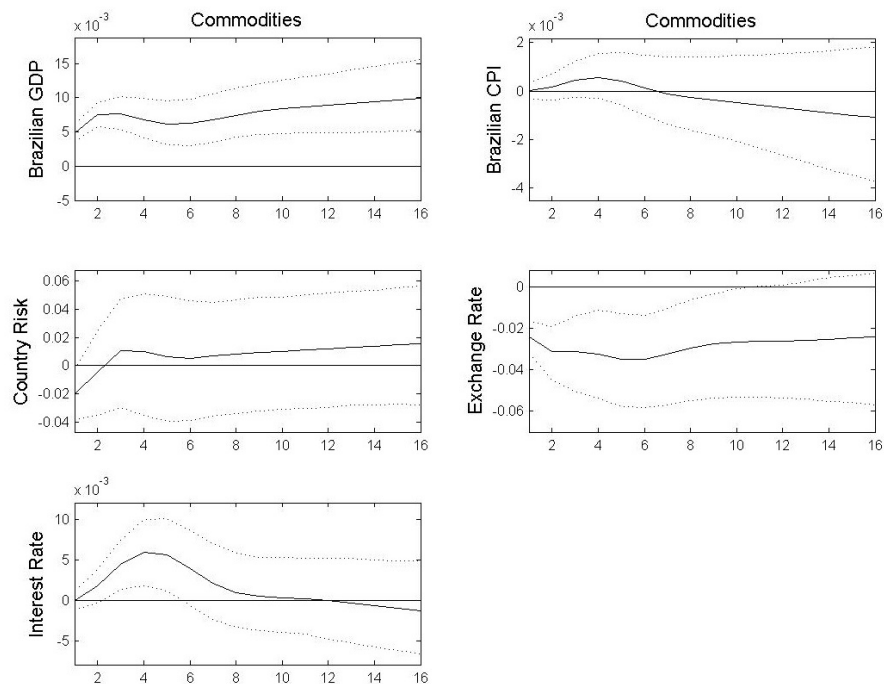 Commodities
x 10⁻³
15
10
5
0
-5
Brazilian GDP
2 4 6 8 10 12 14 16
Commodities
x 10⁻³
2
0
-2
-4
Brazilian CPI
2 4 6 8 10 12 14 16
0.06
0.04
0.02
0
-0.02
-0.04
Country Risk
2 4 6 8 10 12 14 16
0
-0.02
-0.04
-0.06
Exchange Rate
2 4 6 8 10 12 14 16
x 10⁻³
10
5
0
-5
Interest Rate
2 4 6 8 10 12 14 16